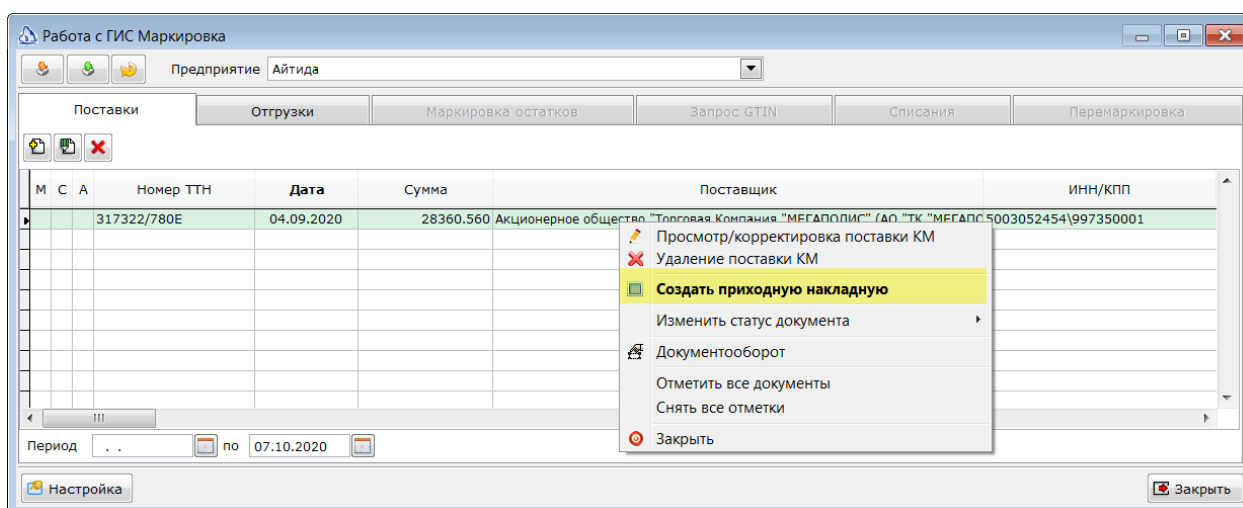 Работа с ГИС Маркировка
Предприятие Айтида
Поставки Отгрузки Маркировка остатков Запрос GTIN Списания Перемаркировка
М С А Номер ТТН Дата Сумма Поставщик ИНН/КПП
317322/780Е 04.09.2020 28360.560 Акционерное общество "Торговая Компания "МЕГАПОЛИС" (АО "ТК "МЕГАПО 5003052454\997350001
Просмотр/корректировка поставки КМ
Удаление поставки КМ
Создать приходную накладную
Изменить статус документа
Документооборот
Отметить все документы
Снять все отметки
Закрыть
Период . . по 07.10.2020
Настройка Закрыть